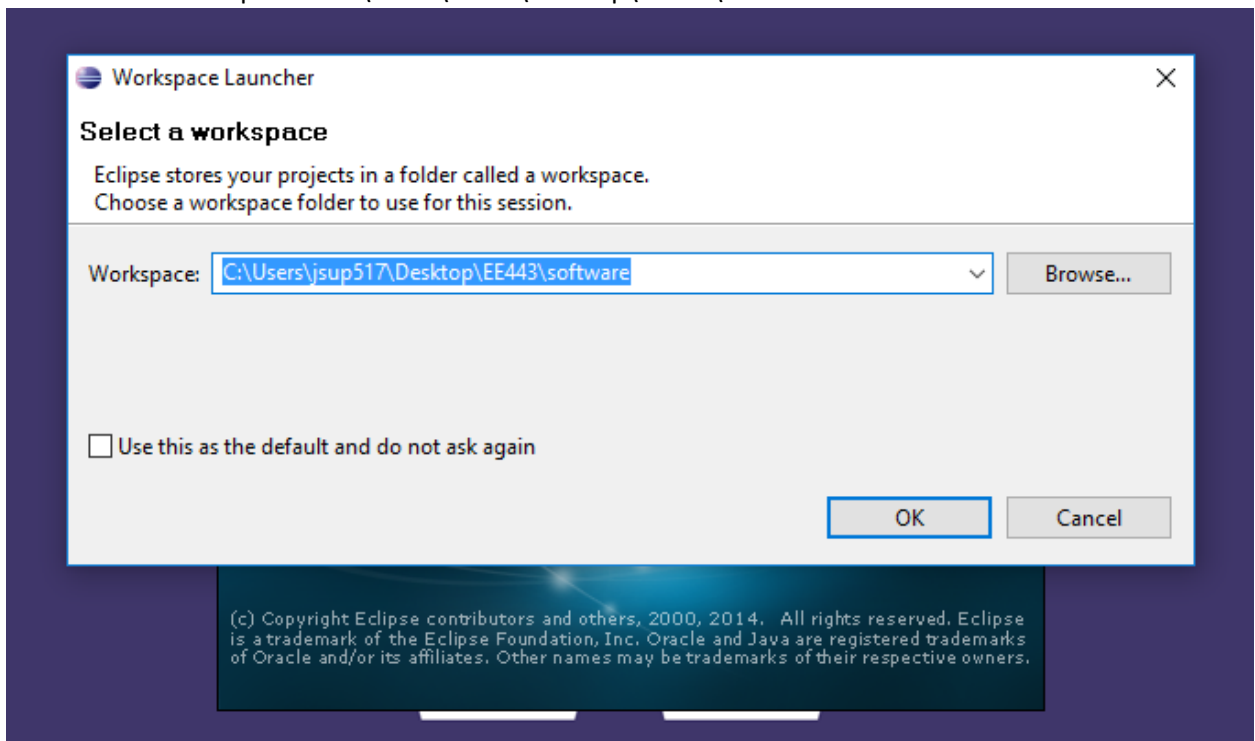 Workspace Launcher
Select a workspace
Eclipse stores your projects in a folder called a workspace.
Choose a workspace folder to use for this session.
Workspace: C:\Users\jsup517\Desktop\EE443\software Browse...
Use this as the default and do not ask again
OK Cancel
(c) Copyright Eclipse contributors and others, 2000, 2014. All rights reserved. Eclipse
is a trademark of the Eclipse Foundation, Inc. Oracle and Java are registered trademarks
of Oracle and/or its affiliates. Other names may be trademarks of their respective owners.